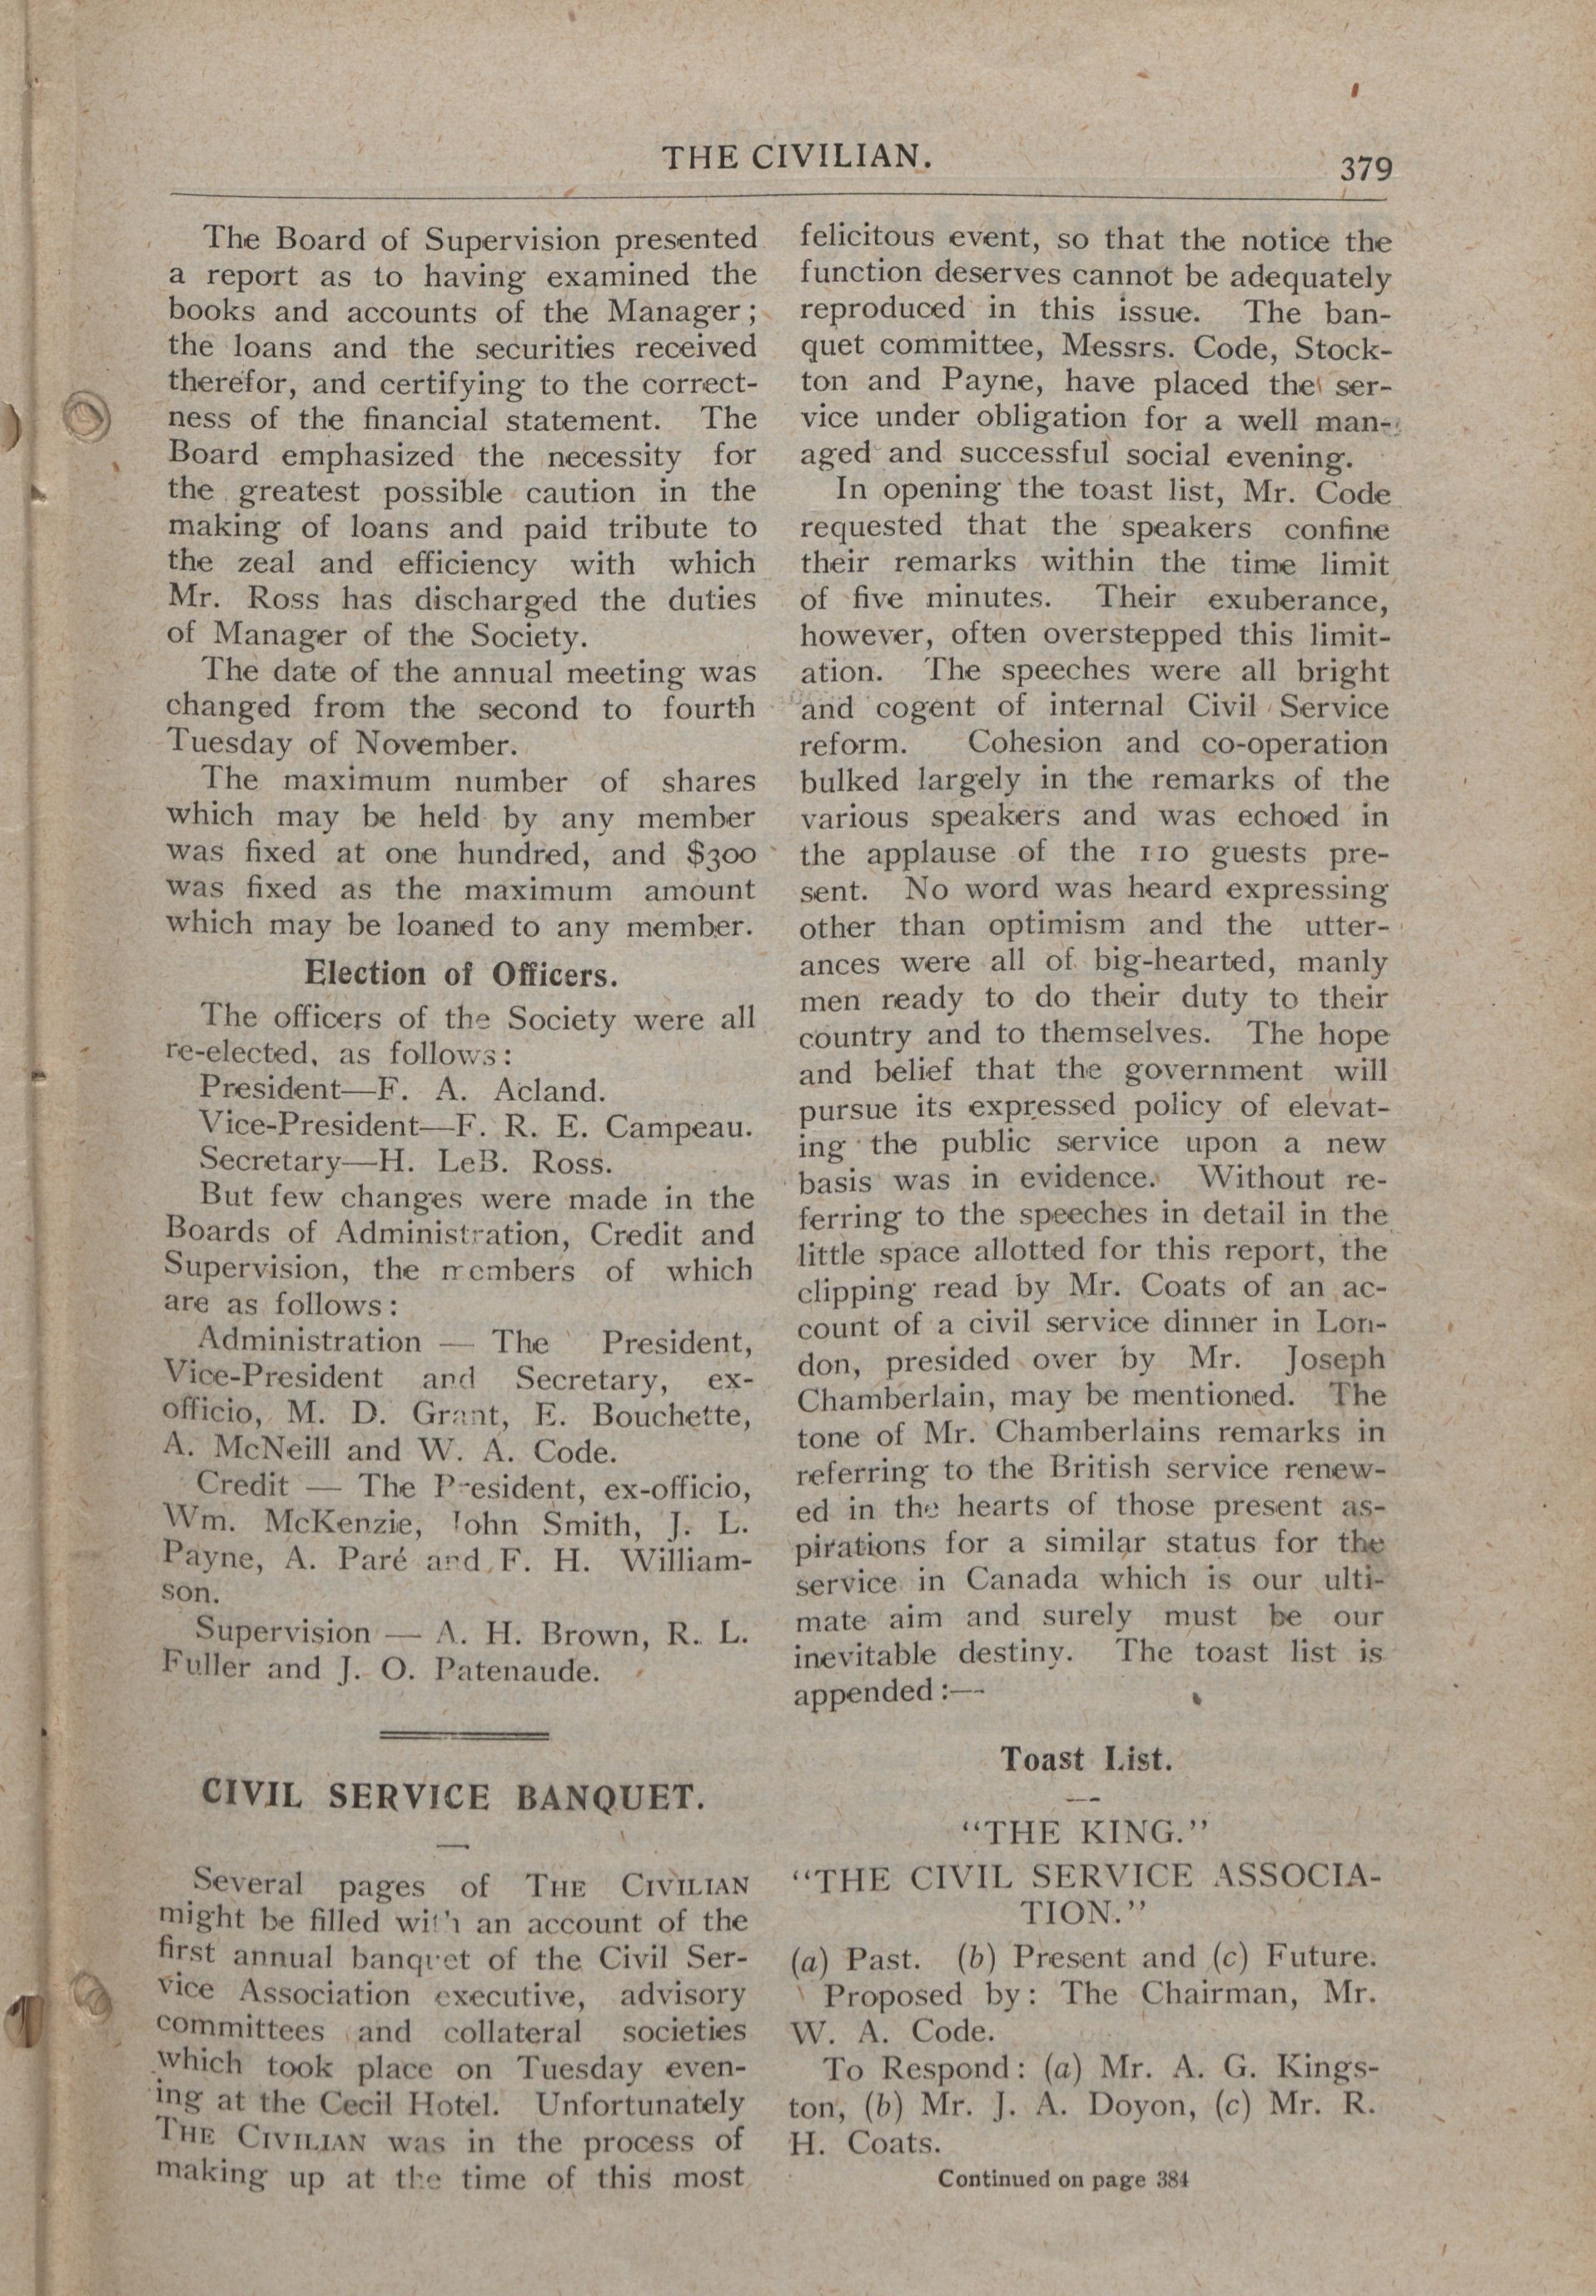 THE CIVILIAN.
379
The Board of Supervision presented
a report as to having examined the
books and accounts of the Manager;
the loans and the securities received
therefor, and certifying to the correct-
ness of the financial statement. The
Board emphasized the necessity for
the greatest possible caution in the
making of loans and paid tribute to
the zeal and efficiency with which
Mr. Ross has discharged the duties
of Manager of the Society.
The date of the annual meeting was
changed from the second to fourth
Tuesday of November.
The maximum number of shares
which may be held by any member
was fixed at one hundred, and $300
was fixed as the maximum amount
which may be loaned to any member.
Election of Officers.
The officers of the Society were all
re-elected, as follows:
President—F. A. Acland.
Vice-President—F. R. E. Campeau.
Secretary—H. LeB. Ross.
But few changes were made in the
Boards of Administration, Credit and
Supervision, the members of which
are as follows:
Administration — The President,
Vice-President and Secretary, ex-
officio, M. D. Grant, E. Bouchette,
A. McNeill and W. A. Code.
Credit — The President, ex-officio,
Wm. McKenzie, John Smith, J. L.
Payne, A. Paré and F. H. William-
son.
Supervision — A. H. Brown, R. L.
Fuller and J. O. Patenaude.
CIVIL SERVICE BANQUET.
Several pages of THE CIVILIAN
might be filled with an account of the
first annual banquet of the Civil Ser-
vice Association executive, advisory
committees and collateral societies
which took place on Tuesday even-
ing at the Cecil Hotel. Unfortunately
THE CIVILIAN was in the process of
making up at the time of this most
felicitous event, so that the notice the
function deserves cannot be adequately
reproduced in this issue. The ban-
quet committee, Messrs. Code, Stock-
ton and Payne, have placed the ser-
vice under obligation for a well man-
aged and successful social evening.
In opening the toast list, Mr. Code
requested that the speakers confine
their remarks within the time limit
of five minutes. Their exuberance,
however, often overstepped this limit-
ation. The speeches were all bright
and cogent of internal Civil Service
reform. Cohesion and co-operation
bulked largely in the remarks of the
various speakers and was echoed in
the applause of the 110 guests pre-
sent. No word was heard expressing
other than optimism and the utter-
ances were all of big-hearted, manly
men ready to do their duty to their
country and to themselves. The hope
and belief that the government will
pursue its expressed policy of elevat-
ing the public service upon a new
basis was in evidence. Without re-
ferring to the speeches in detail in the
little space allotted for this report, the
clipping read by Mr. Coats of an ac-
count of a civil service dinner in Lon-
don, presided over by Mr. Joseph
Chamberlain, may be mentioned. The
tone of Mr. Chamberlains remarks in
referring to the British service renew-
ed in the hearts of those present as-
pirations for a similar status for the
service in Canada which is our ulti-
mate aim and surely must be our
inevitable destiny. The toast list is
appended:—
Toast List.
"THE KING."
"THE CIVIL SERVICE ASSOCIA-
TION."
(a) Past. (b) Present and (c) Future.
Proposed by: The Chairman, Mr.
W. A. Code.
To Respond: (a) Mr. A. G. Kings-
ton, (b) Mr. J. A. Doyon, (c) Mr. R.
H. Coats.
Continued on page 384